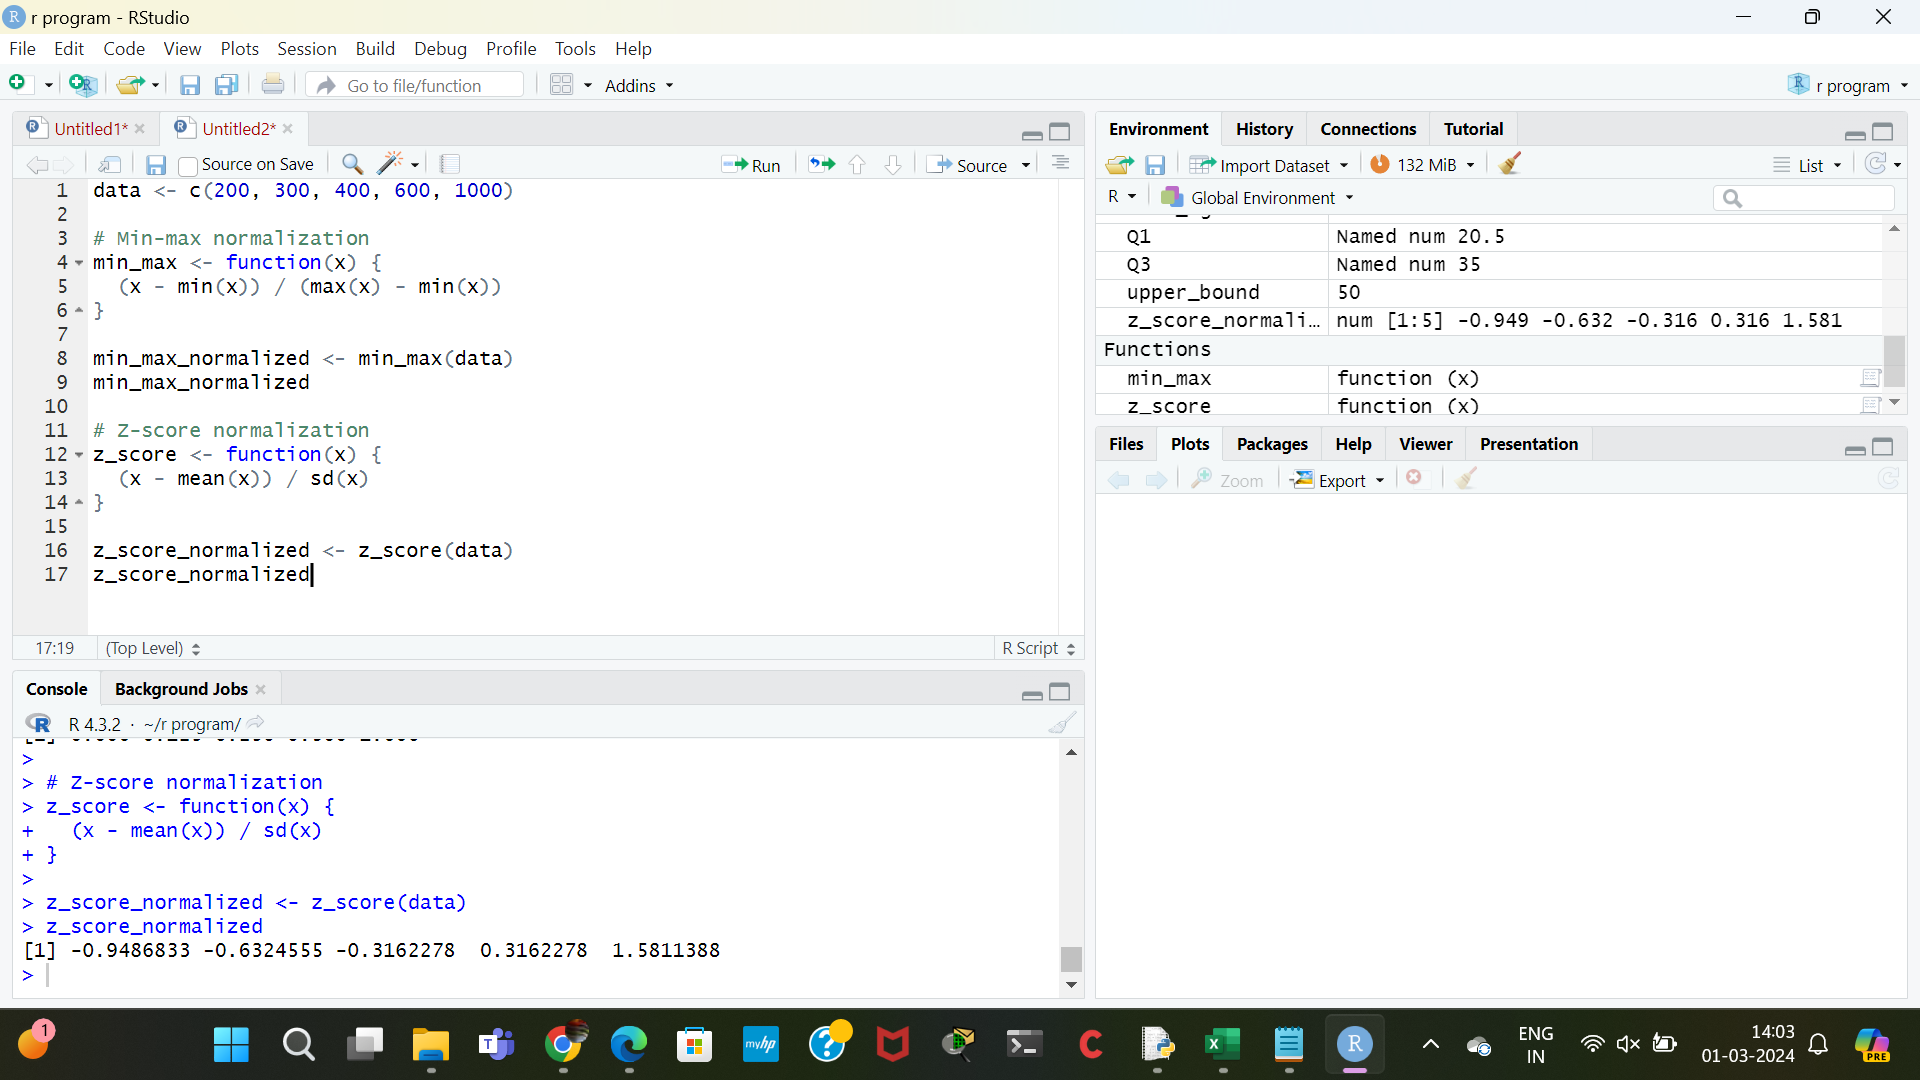 r program - RStudio
File Edit Code View Plots Session Build Debug Profile Tools Help
Go to file/function Addins r program
Untitled1* Untitled2*
Source on Save Run Source
1 data <- c(200, 300, 400, 600, 1000)
2
3 # Min-max normalization
4 min_max <- function(x) {
5 (x - min(x)) / (max(x) - min(x))
6 }
7
8 min_max_normalized <- min_max(data)
9 min_max_normalized
10
11 # Z-score normalization
12 z_score <- function(x) {
13 (x - mean(x)) / sd(x)
14 }
15
16 z_score_normalized <- z_score(data)
17 z_score_normalized
17:19 (Top Level) R Script
Console Background Jobs
R 4.3.2 · ~/r program/
>
> # Z-score normalization
> z_score <- function(x) {
+ (x - mean(x)) / sd(x)
+ }
>
> z_score_normalized <- z_score(data)
> z_score_normalized
[1] -0.9486833 -0.6324555 -0.3162278 0.3162278 1.5811388
>
Environment History Connections Tutorial
Import Dataset 132 MiB List
R Global Environment
Q1 Named num 20.5
Q3 Named num 35
upper_bound 50
z_score_normali… num [1:5] -0.949 -0.632 -0.316 0.316 1.581
Functions
min_max function (x)
z_score function (x)
Files Plots Packages Help Viewer Presentation
Zoom Export
1
myhp
ENG
IN
14:03
01-03-2024
PRE